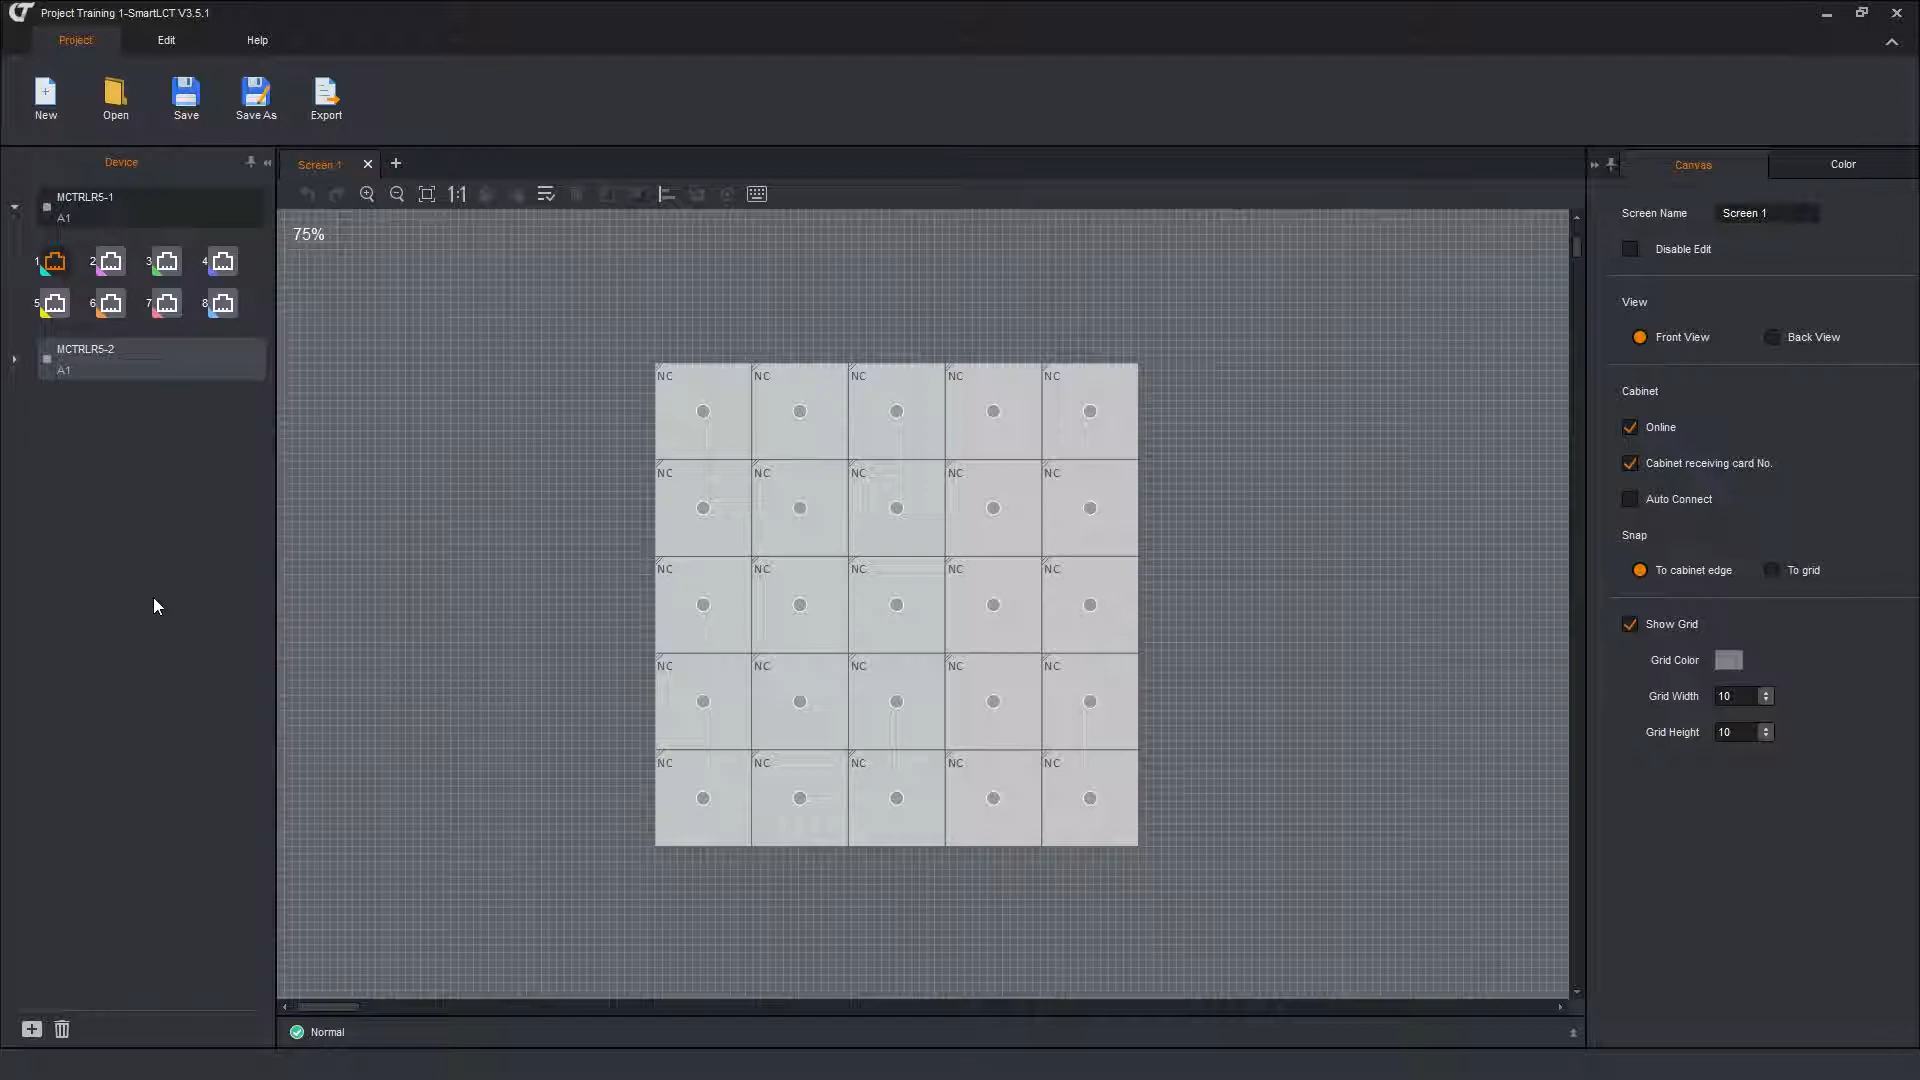 Project Training 1-SmartLCT V3.5.1
Project Edit Help
New Open Save Save As Export
Device
Screen 1
Canvas Color
MCTRLR5-1
A1
1 2 3 4
5 6 7 8
MCTRLR5-2
A1
1:1
75%
NC NC NC NC NC
NC NC NC NC NC
NC NC NC NC NC
NC NC NC NC NC
NC NC NC NC NC
Normal
Screen Name Screen 1
Disable Edit
View
Front View Back View
Cabinet
Online
Cabinet receiving card No.
Auto Connect
Snap
To cabinet edge To grid
Show Grid
Grid Color
Grid Width 10
Grid Height 10